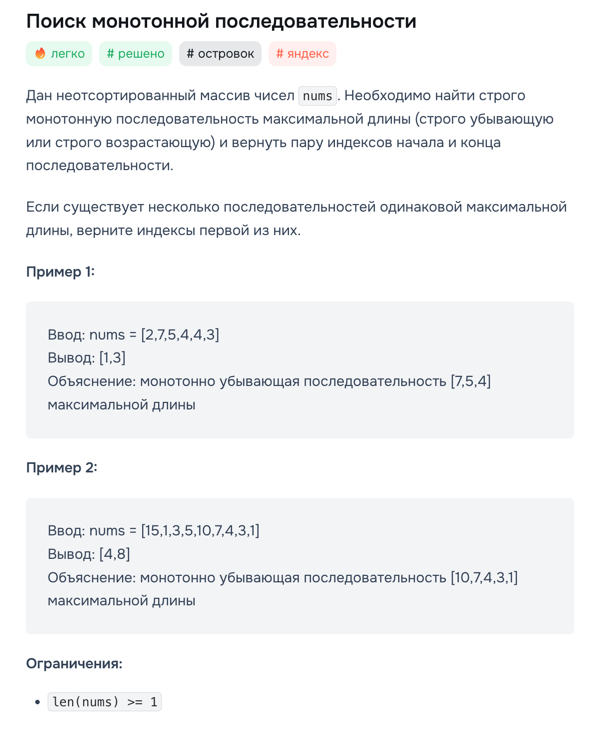 Поиск монотонной последовательности
🔥 легко # решено # островок # яндекс
Дан неотсортированный массив чисел nums. Необходимо найти строго
монотонную последовательность максимальной длины (строго убывающую
или строго возрастающую) и вернуть пару индексов начала и конца
последовательности.
Если существует несколько последовательностей одинаковой максимальной
длины, верните индексы первой из них.
Пример 1:
Ввод: nums = [2,7,5,4,4,3]
Вывод: [1,3]
Объяснение: монотонно убывающая последовательность [7,5,4]
максимальной длины
Пример 2:
Ввод: nums = [15,1,3,5,10,7,4,3,1]
Вывод: [4,8]
Объяснение: монотонно убывающая последовательность [10,7,4,3,1]
максимальной длины
Ограничения:
• len(nums) >= 1